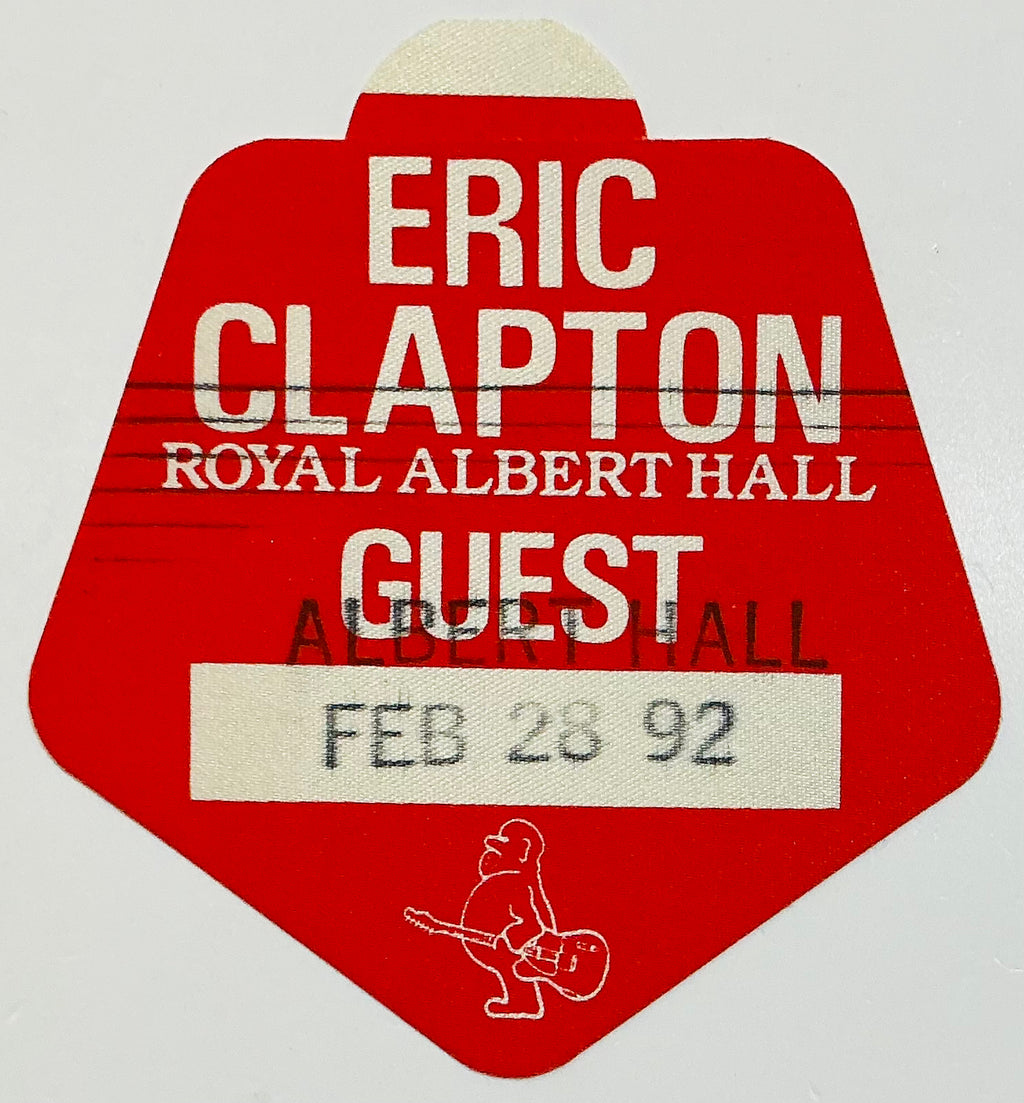 ERIC
CLAPTON
ROYAL ALBERT HALL
GUEST
ALBERT HALL
FEB 28 92